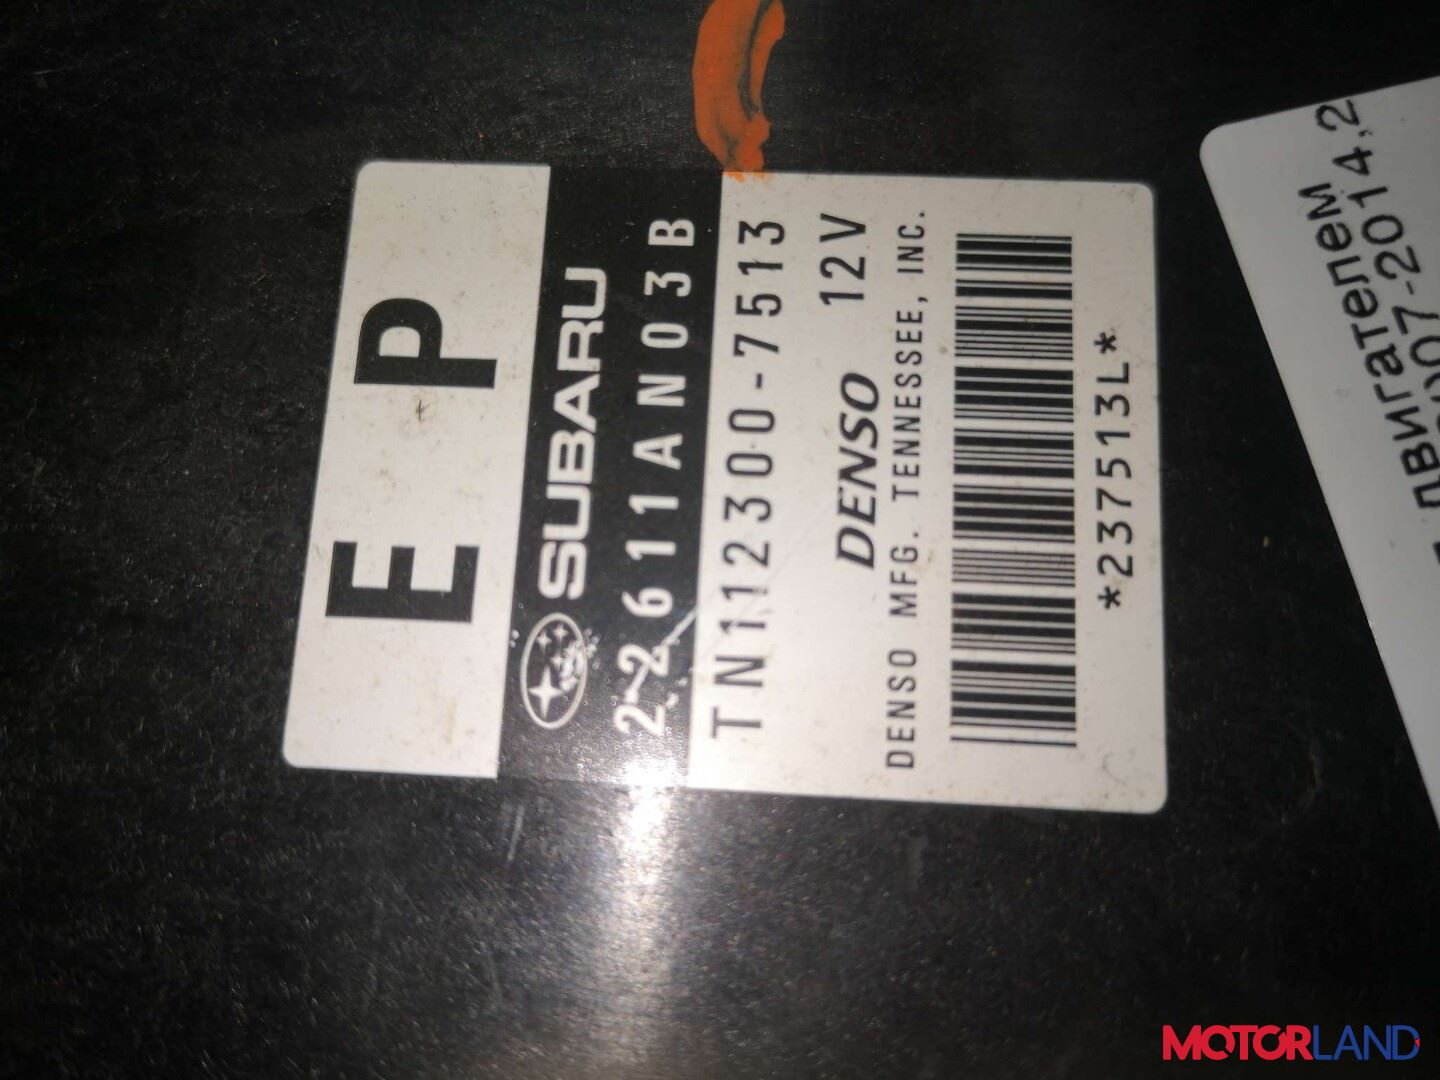 E P
SUBARU
22611AN03B
TN112300-7513
DENSO 12V
DENSO MFG. TENNESSEE, INC.
*237513L*
двигателем
2007-2014,2
MOTORLAND